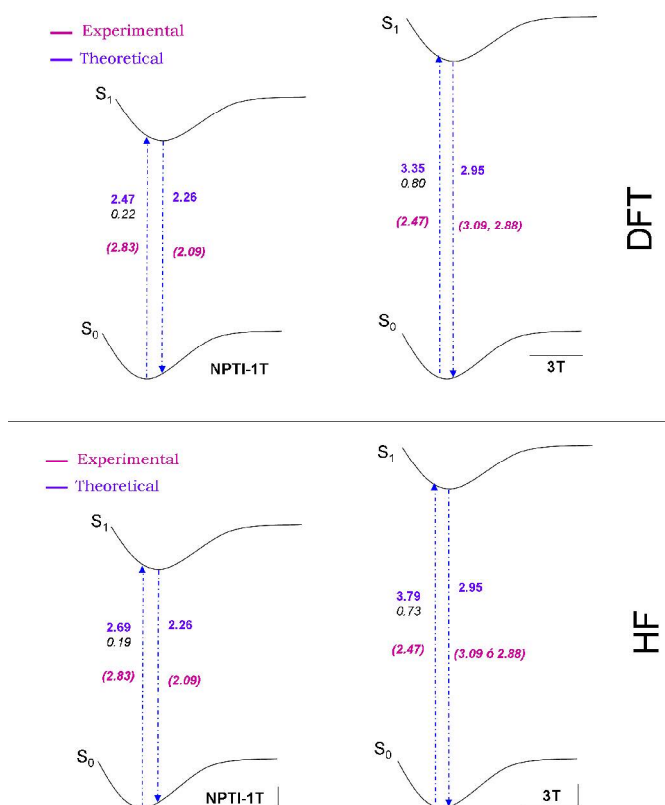 Experimental
Theoretical
S1
2.47
0.22
2.26
(2.83)
(2.09)
S0
NPTI-1T
S1
3.35
0.80
2.95
(2.47)
(3.09, 2.88)
S0
3T
DFT
Experimental
Theoretical
S1
2.69
0.19
2.26
(2.83)
(2.09)
S0
NPTI-1T
S1
3.79
0.73
2.95
(2.47)
(3.09 ó 2.88)
S0
3T
HF